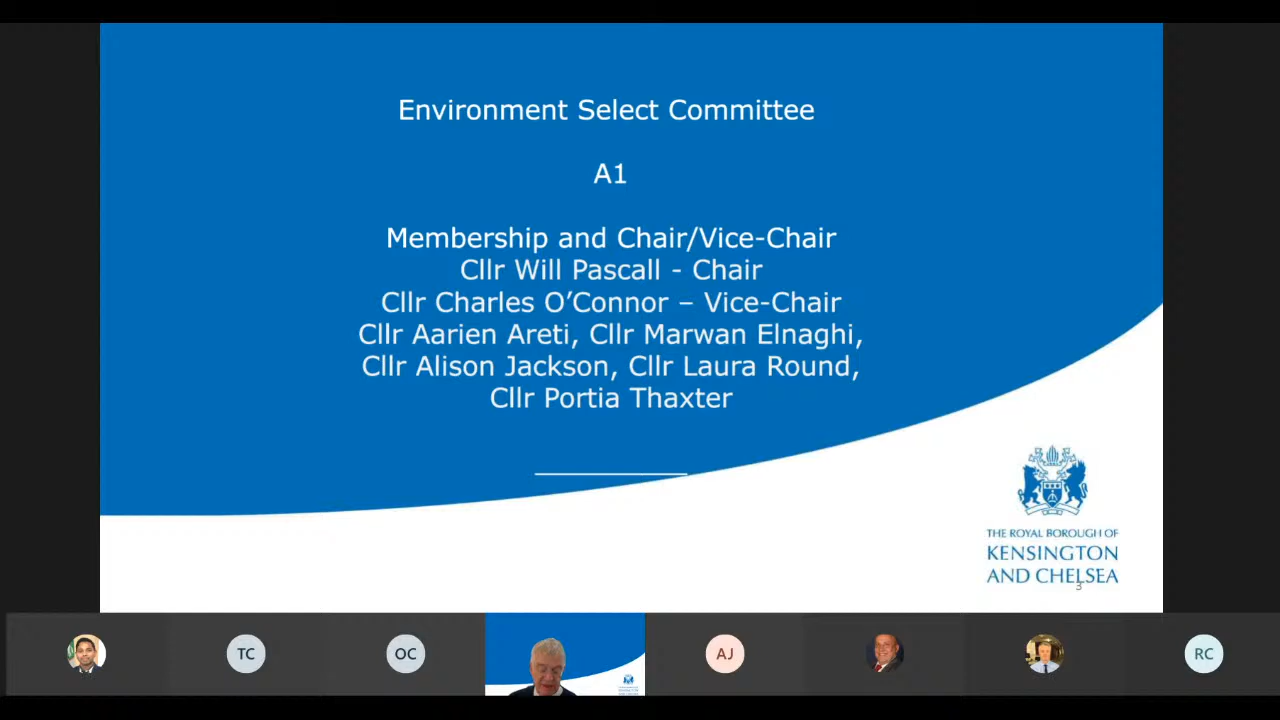 Environment Select Committee
A1
Membership and Chair/Vice-Chair
Cllr Will Pascall - Chair
Cllr Charles O’Connor – Vice-Chair
Cllr Aarien Areti, Cllr Marwan Elnaghi,
Cllr Alison Jackson, Cllr Laura Round,
Cllr Portia Thaxter
THE ROYAL BOROUGH OF
KENSINGTON
AND CHELSEA
3
TC
OC
AJ
RC